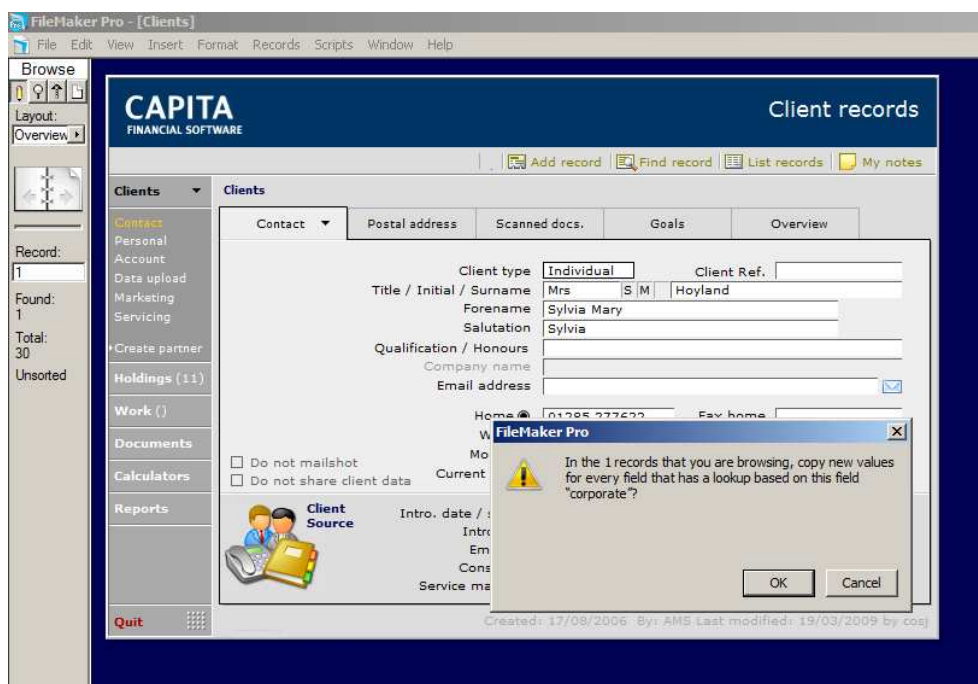 FileMaker Pro - [Clients]
File Edit View Insert Format Records Scripts Window Help
Browse
Layout:
Overview
Record:
1
Found:
1
Total:
30
Unsorted
CAPITA
FINANCIAL SOFTWARE
Client records
Add record Find record List records My notes
Clients
Contact
Personal
Account
Data upload
Marketing
Servicing
Create partner
Holdings (11)
Work ()
Documents
Calculators
Reports
Quit
Clients
Contact Postal address Scanned docs. Goals Overview
Client type Individual Client Ref.
Title / Initial / Surname Mrs S M Hoyland
Forename Sylvia Mary
Salutation Sylvia
Qualification / Honours
Company name
Email address
Home 01285 277622 Fax home
W
Mo
Do not mailshot
Do not share client data Current
Client
Source
Intro. date /
Intro
Em
Cons
Service ma
FileMaker Pro
In the 1 records that you are browsing, copy new values
for every field that has a lookup based on this field
"corporate"?
OK Cancel
Created: 17/08/2006 By: AMS Last modified: 19/03/2009 by cosj